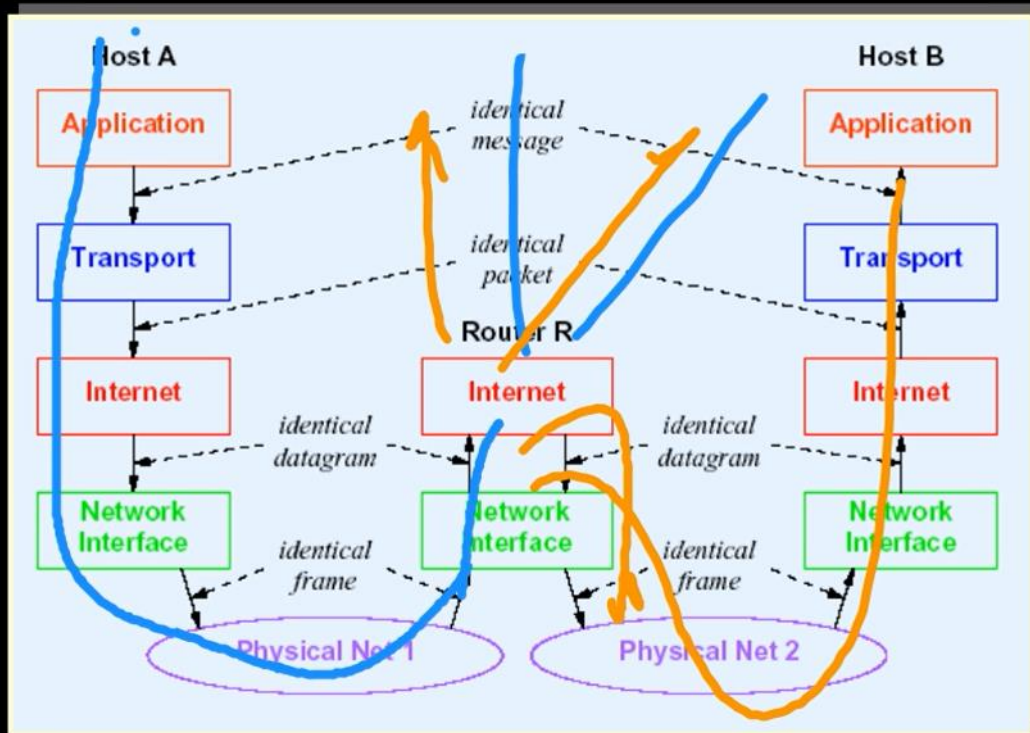 Host A
Host B
Application
identical
message
Application
Transport
identical
packet
Transport
Router R
Internet
Internet
Internet
identical
datagram
identical
datagram
Network
Interface
Network
Interface
Network
Interface
identical
frame
identical
frame
Physical Net 1
Physical Net 2